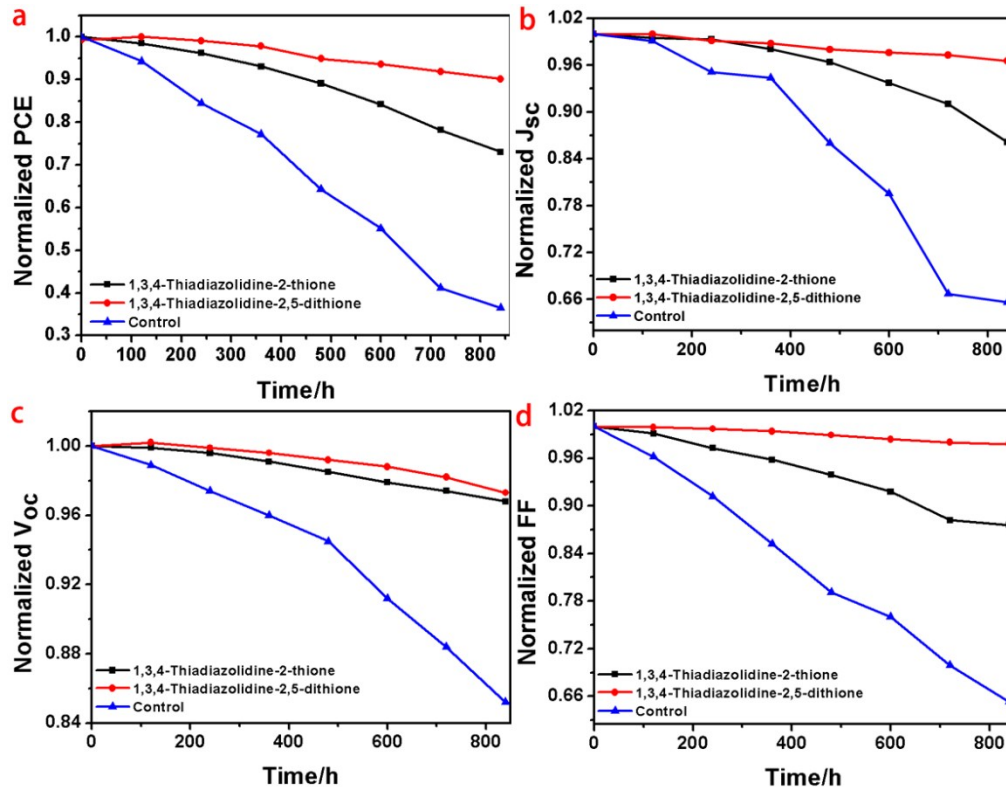 a
Normalized PCE
1.0
0.9
0.8
0.7
0.6
0.5
0.4
0.3
1,3,4-Thiadiazolidine-2-thione
1,3,4-Thiadiazolidine-2,5-dithione
Control
0 100 200 300 400 500 600 700 800
Time/h
b
Normalized Jsc
1.02
0.96
0.90
0.84
0.78
0.72
0.66
1,3,4-Thiadiazolidine-2-thione
1,3,4-Thiadiazolidine-2,5-dithione
Control
0 200 400 600 800
Time/h
c
Normalized Voc
1.00
0.96
0.92
0.88
0.84
1,3,4-Thiadiazolidine-2-thione
1,3,4-Thiadiazolidine-2,5-dithione
Control
0 200 400 600 800
Time/h
d
Normalized FF
1.02
0.96
0.90
0.84
0.78
0.72
0.66
1,3,4-Thiadiazolidine-2-thione
1,3,4-Thiadiazolidine-2,5-dithione
Control
0 200 400 600 800
Time/h